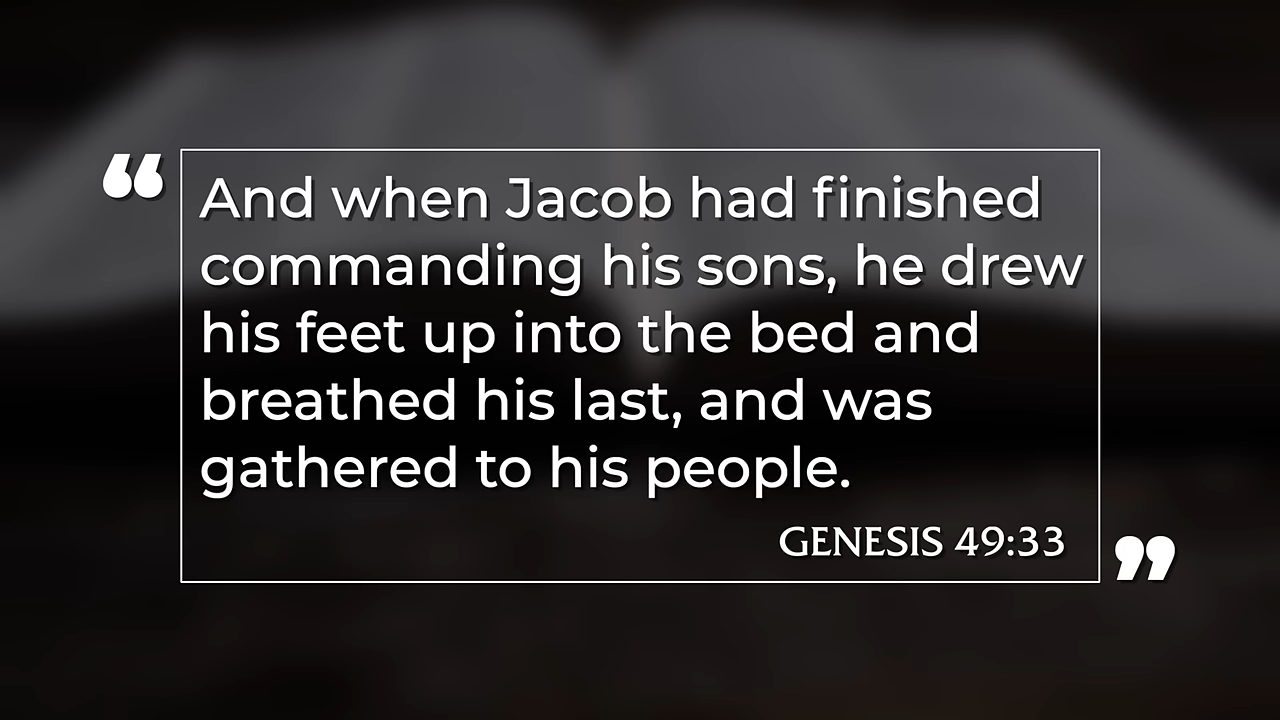 “
And when Jacob had finished
commanding his sons, he drew
his feet up into the bed and
breathed his last, and was
gathered to his people.
GENESIS 49:33
”